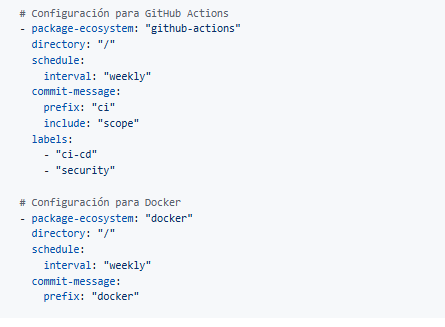 # Configuración para GitHub Actions
- package-ecosystem: "github-actions"
directory: "/"
schedule:
interval: "weekly"
commit-message:
prefix: "ci"
include: "scope"
labels:
- "ci-cd"
- "security"
# Configuración para Docker
- package-ecosystem: "docker"
directory: "/"
schedule:
interval: "weekly"
commit-message:
prefix: "docker"